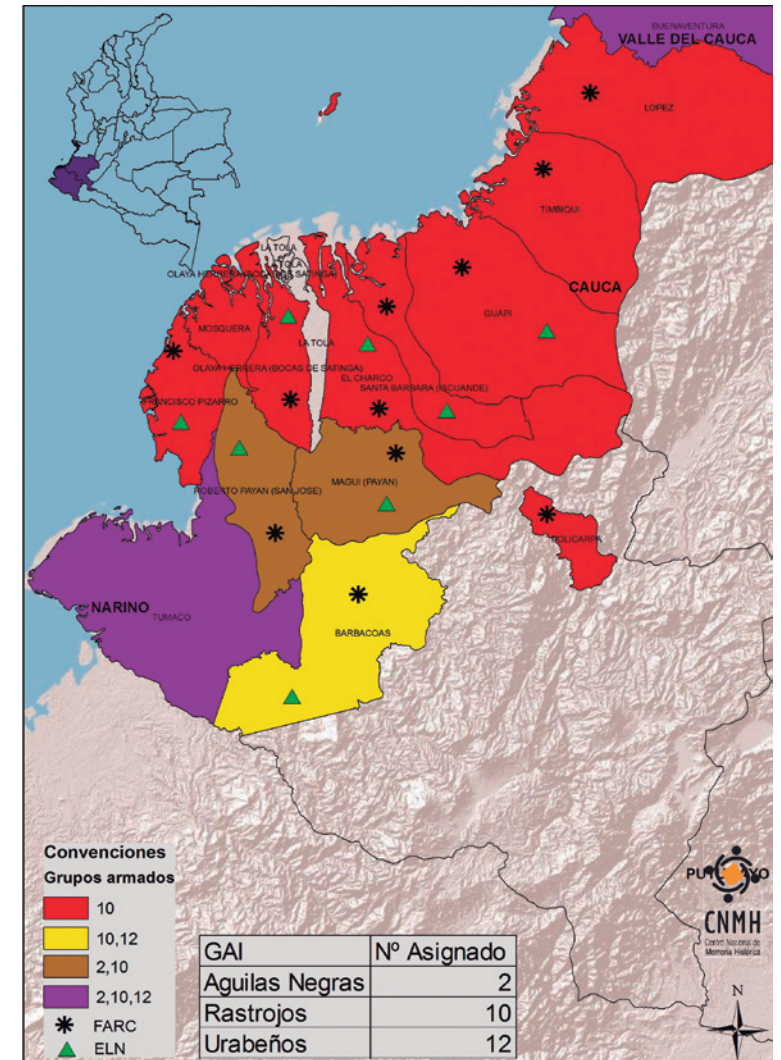 BUENAVENTURA
VALLE DEL CAUCA
LOPEZ
TIMBIQUI
CAUCA
GUAPI
LA TOLA
LA TOLA
OLAYA HERRERA (BOCAS DE SATINGA)
MOSQUERA
LA TOLA
OLAYA HERRERA (BOCAS DE SATINGA)
EL CHARCO
SANTA BARBARA (ISCUANDE)
FRANCISCO PIZARRO
MAGUI (PAYAN)
ROBERTO PAYAN (SAN JOSE)
POLICARPA
NARINO
TUMACO
BARBACOAS
Convenciones
Grupos armados
10
10,12
2,10
2,10,12
FARC
ELN
GAI Nº Asignado
Aguilas Negras 2
Rastrojos 10
Urabeños 12
CNMH
Centro Nacional de
Memoria Histórica
N